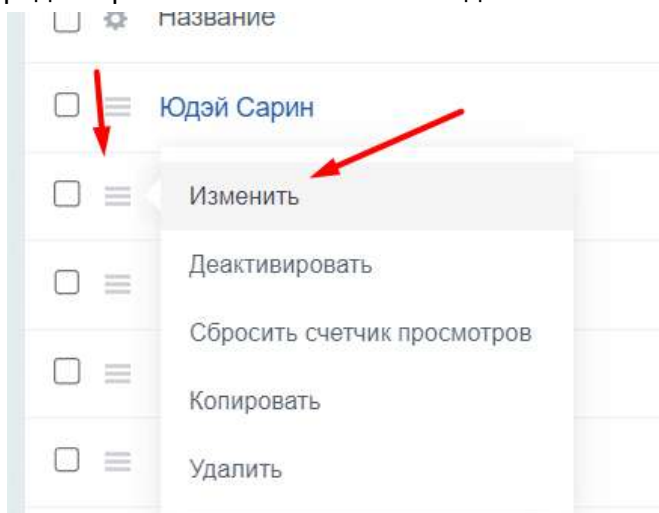 Название
Юдэй Сарин
Изменить
Деактивировать
Сбросить счетчик просмотров
Копировать
Удалить